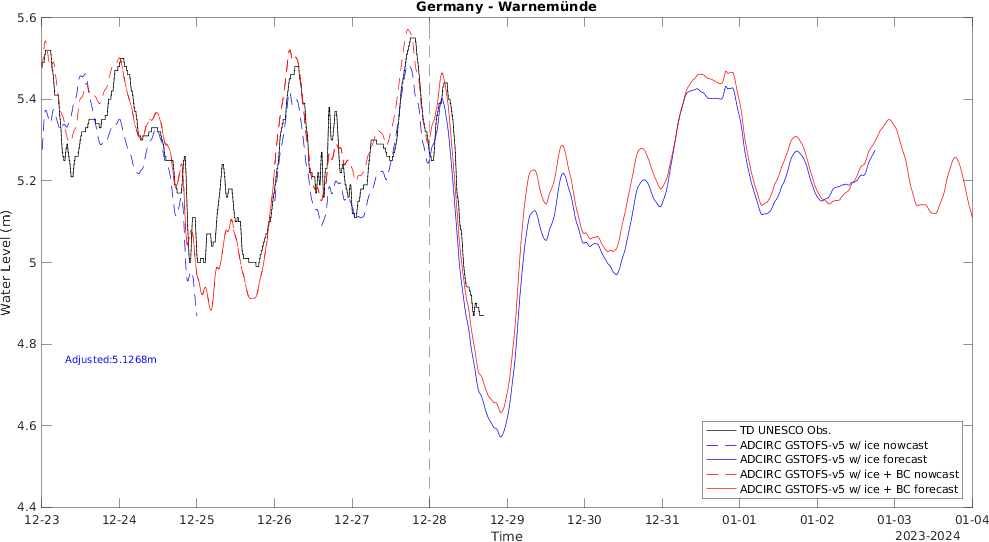 Germany - Warnemünde
5.6
5.4
5.2
5
4.8
4.6
4.4
Water Level (m)
Adjusted:5.1268m
TD UNESCO Obs.
ADCIRC GSTOFS-v5 w/ ice nowcast
ADCIRC GSTOFS-v5 w/ ice forecast
ADCIRC GSTOFS-v5 w/ ice + BC nowcast
ADCIRC GSTOFS-v5 w/ ice + BC forecast
12-23 12-24 12-25 12-26 12-27 12-28 12-29 12-30 12-31 01-01 01-02 01-03 01-04
Time
2023-2024